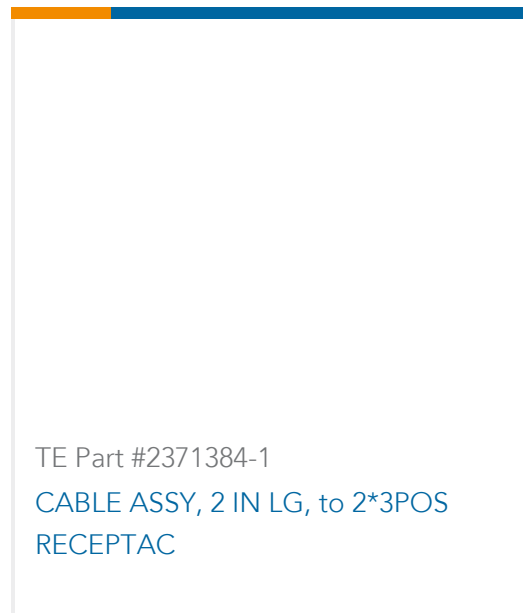 TE Part #2371384-1
CABLE ASSY, 2 IN LG, to 2*3POS
RECEPTAC